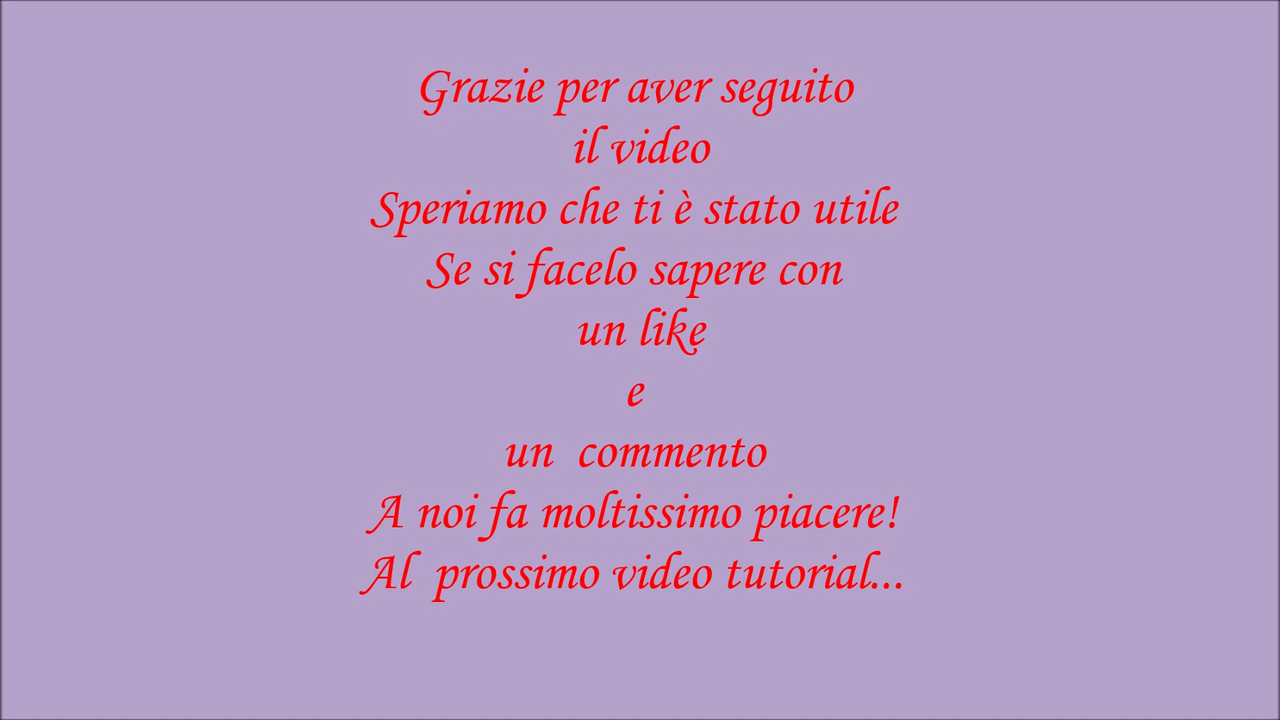 Grazie per aver seguito
il video
Speriamo che ti è stato utile
Se si facelo sapere con
un like
e
un  commento
A noi fa moltissimo piacere!
Al  prossimo video tutorial...